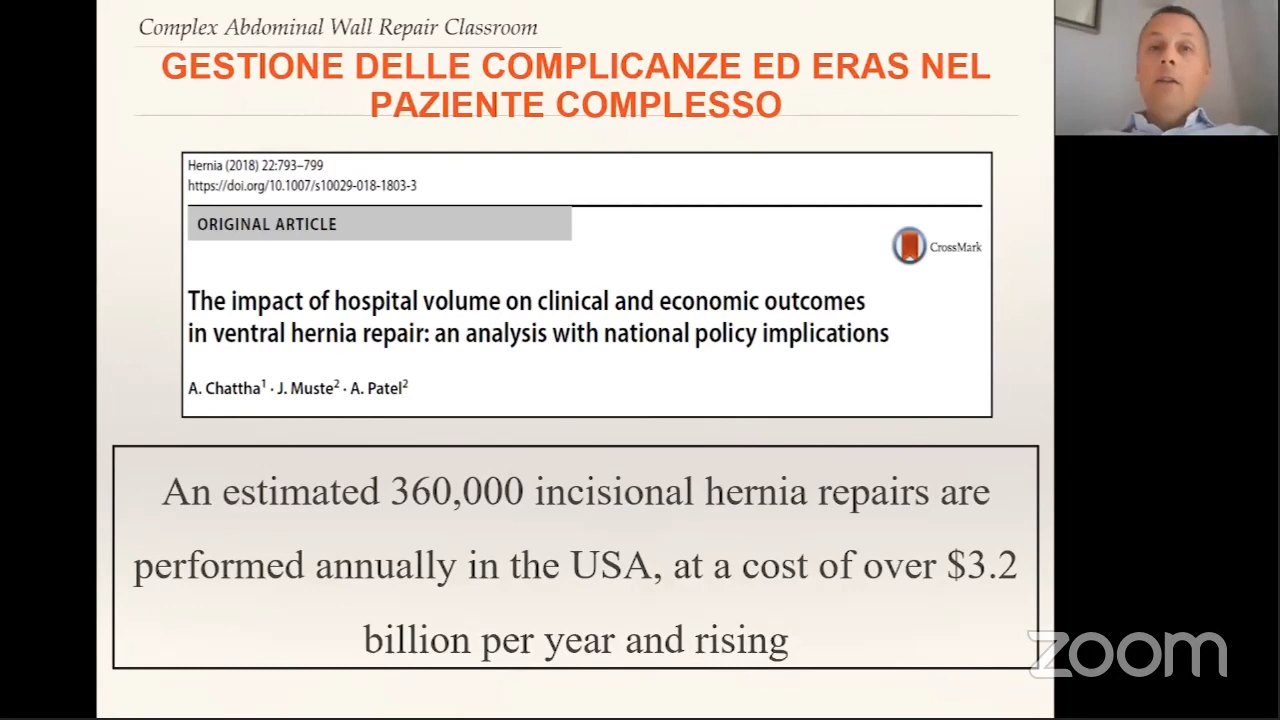 Complex Abdominal Wall Repair Classroom
GESTIONE DELLE COMPLICANZE ED ERAS NEL
PAZIENTE COMPLESSO
Hernia (2018) 22:793–799
https://doi.org/10.1007/s10029-018-1803-3
ORIGINAL ARTICLE
CrossMark
The impact of hospital volume on clinical and economic outcomes
in ventral hernia repair: an analysis with national policy implications
A. Chattha¹ · J. Muste² · A. Patel²
An estimated 360,000 incisional hernia repairs are
performed annually in the USA, at a cost of over $3.2
billion per year and rising
zoom